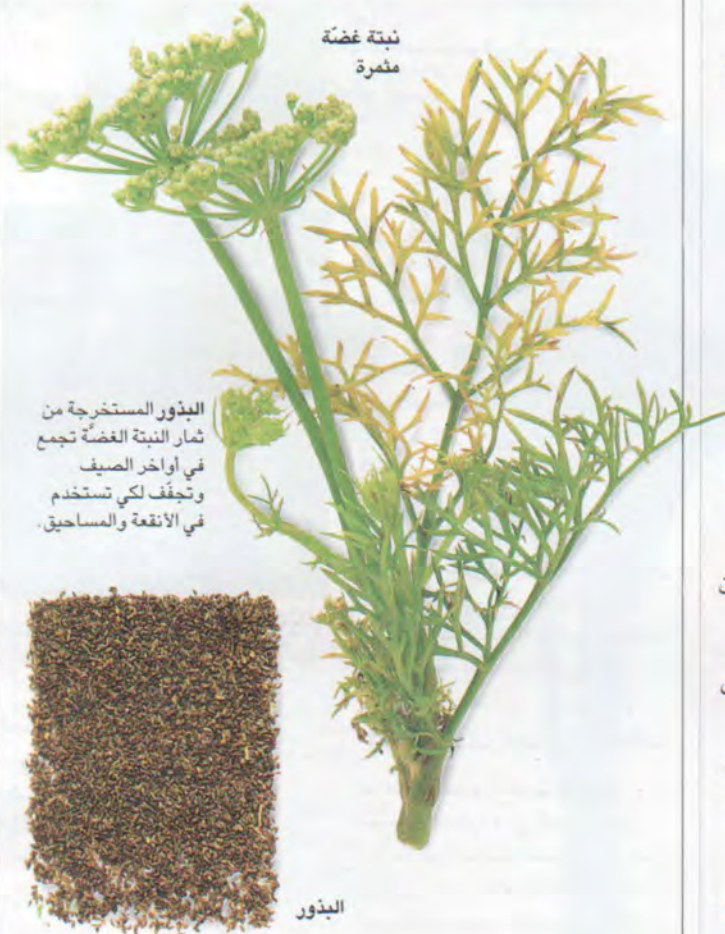 نبتة غضّة
مثمرة
البذور المستخرجة من
ثمار النبتة الغضّة تجمع
في أواخر الصيف
وتجفّف لكي تستخدم
في الأنقعة والمساحيق.
البذور